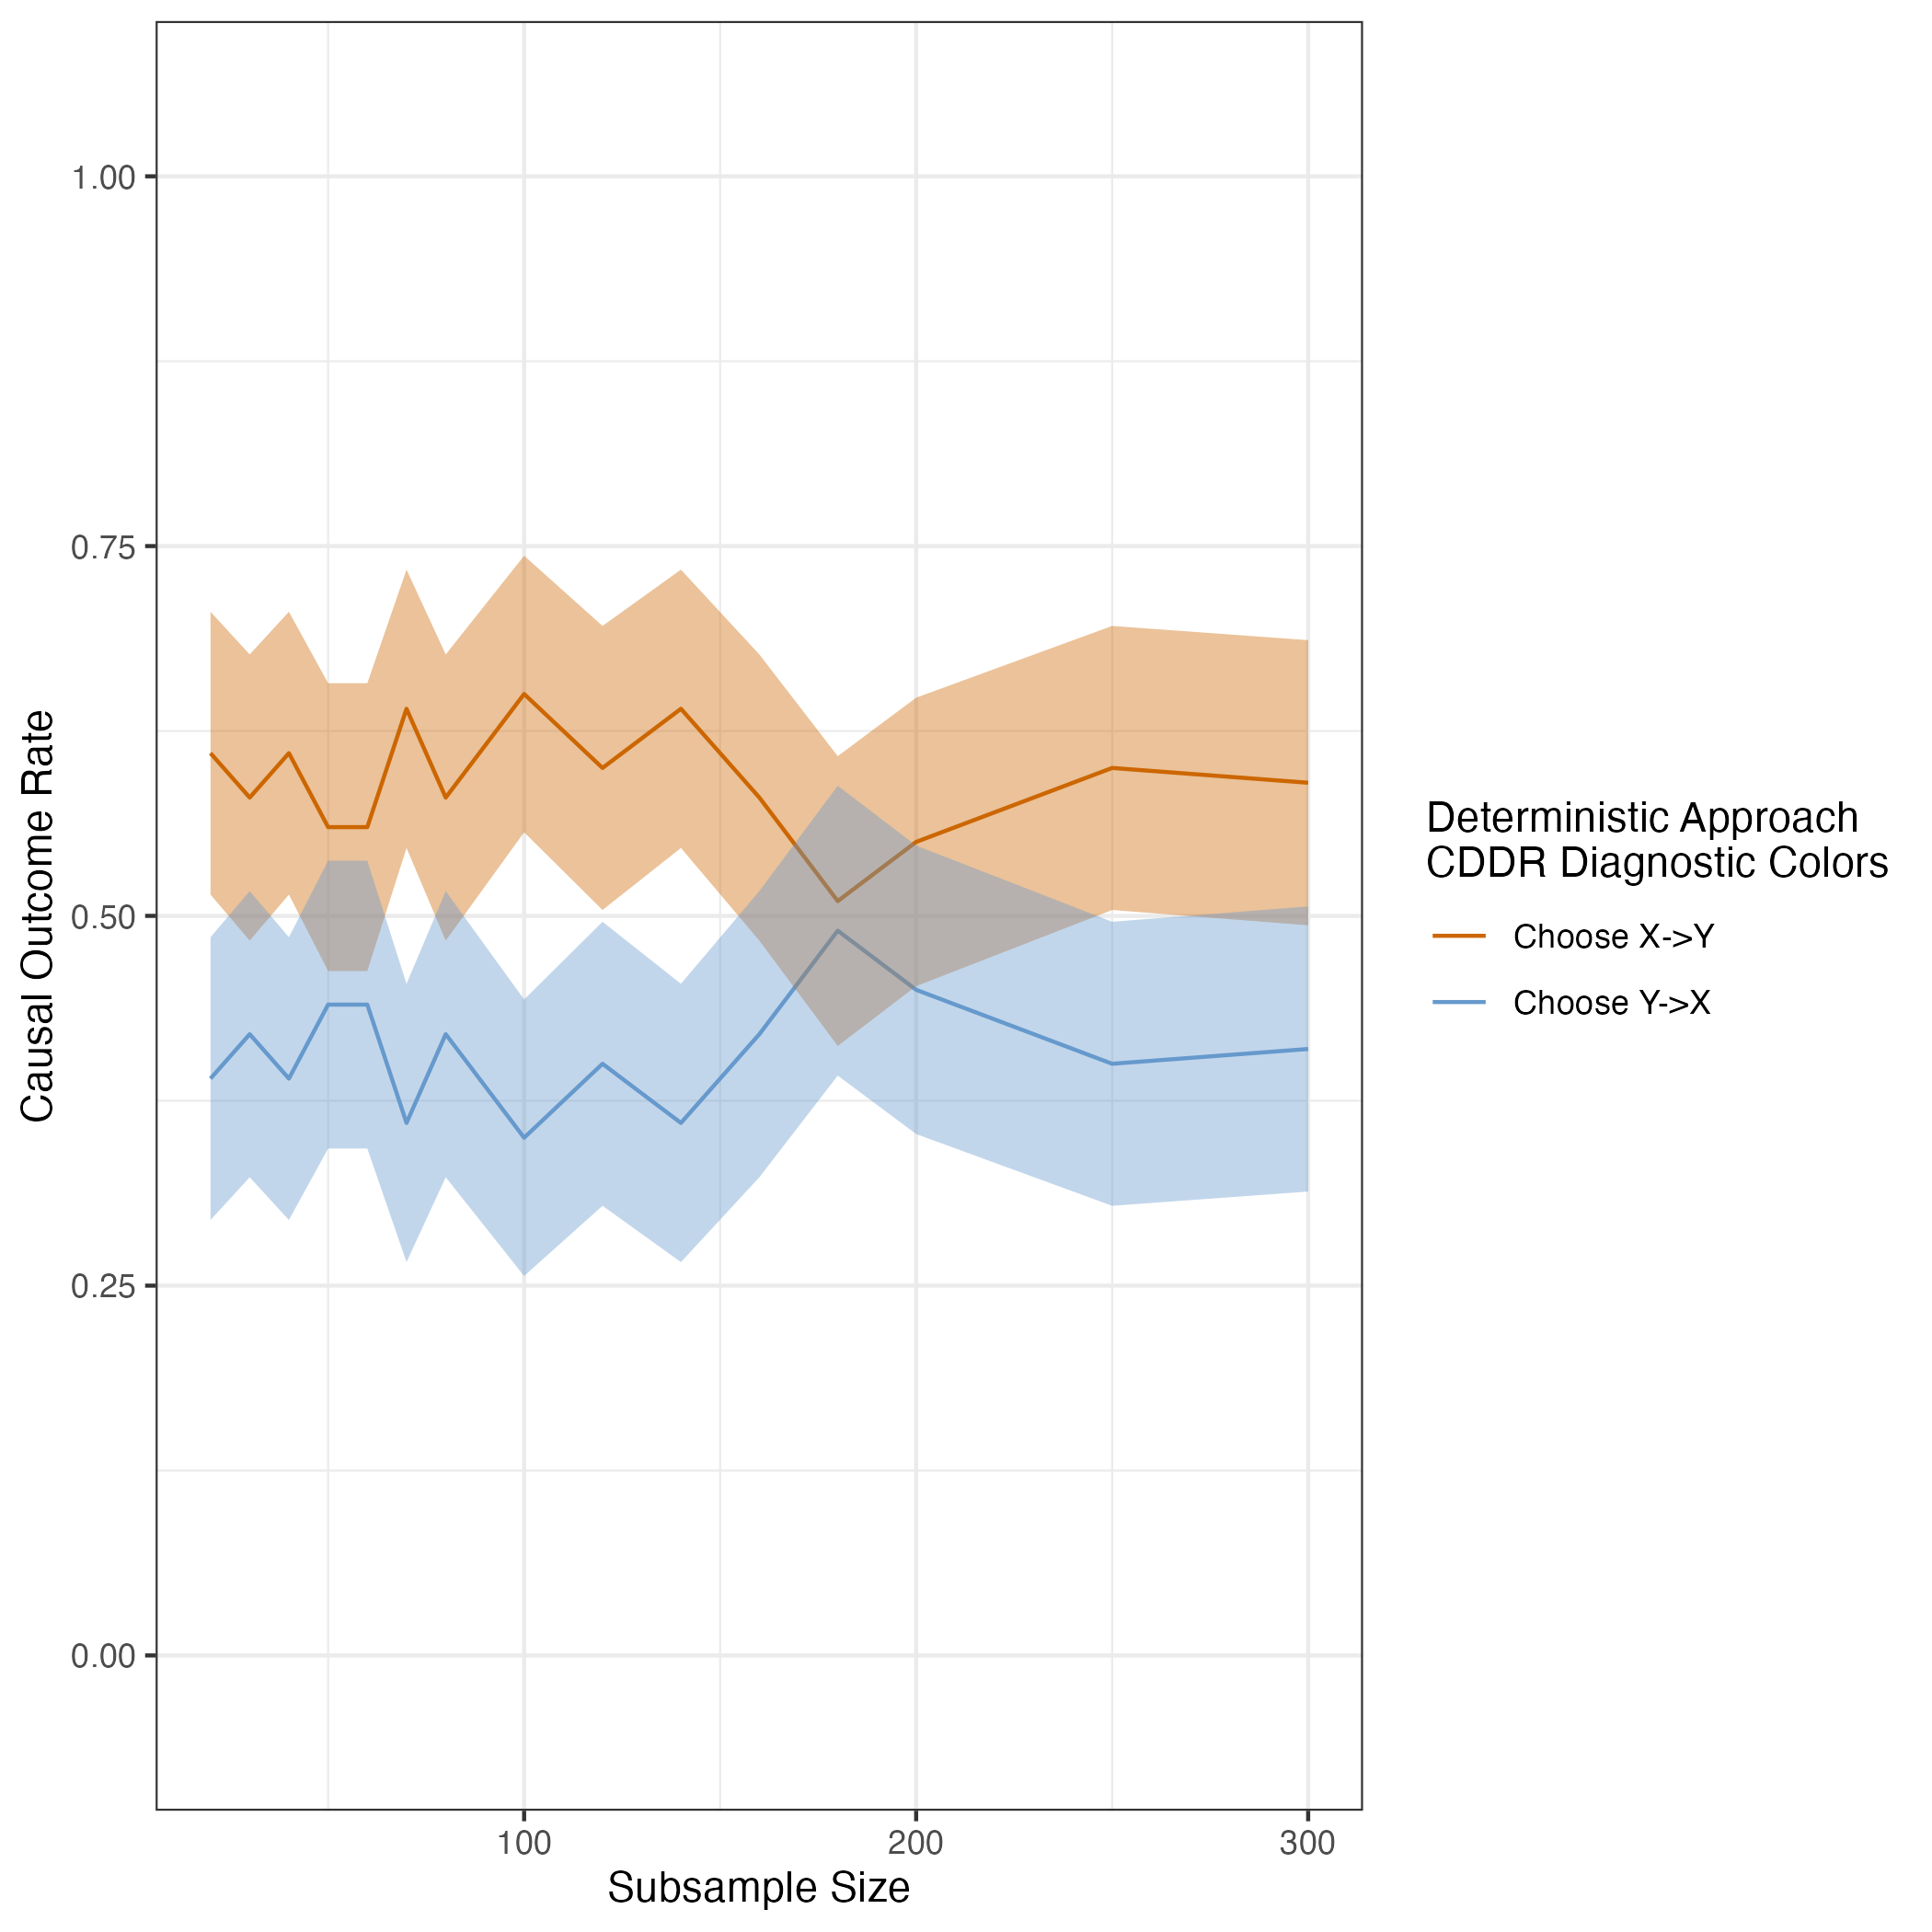 1.00
0.75
0.50
0.25
0.00
Causal Outcome Rate
100 200 300
Subsample Size
Deterministic Approach
CDDR Diagnostic Colors
Choose X->Y
Choose Y->X